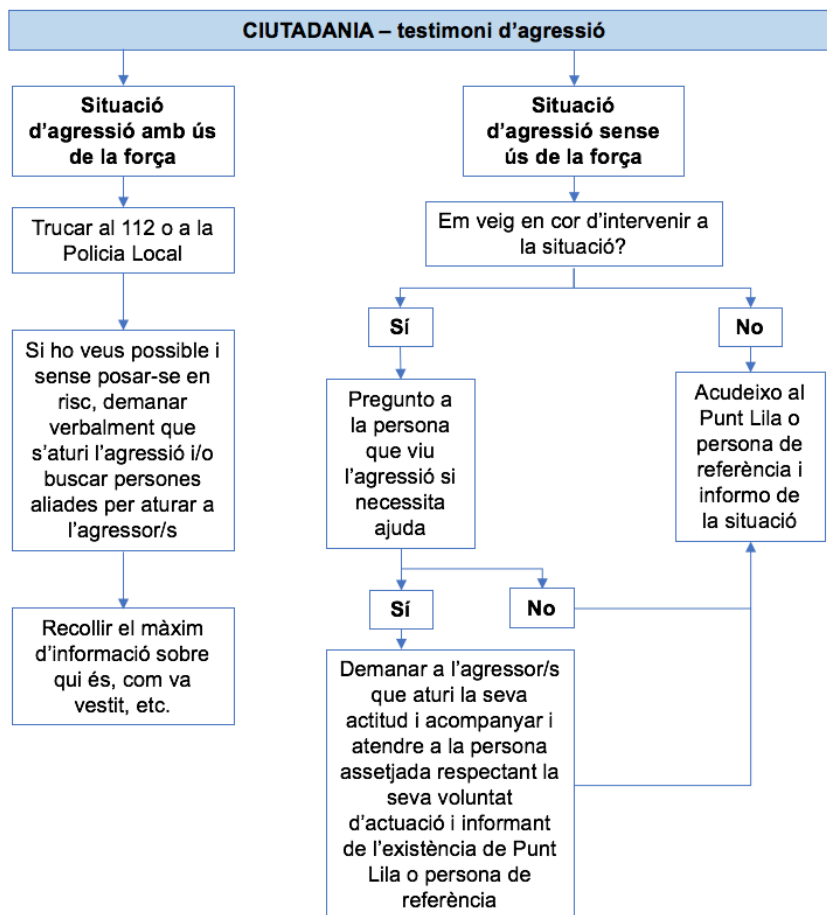 CIUTADANIA – testimoni d’agressió
Situació
d’agressió amb ús
de la força
Trucar al 112 o a la
Policia Local
Si ho veus possible i
sense posar-se en
risc, demanar
verbalment que
s’aturi l’agressió i/o
buscar persones
aliades per aturar a
l’agressor/s
Recollir el màxim
d’informació sobre
qui és, com va
vestit, etc.
Situació
d’agressió sense
ús de la força
Em veig en cor d’intervenir a
la situació?
Sí
No
Pregunto a
la persona
que viu
l’agressió si
necessita
ajuda
Acudeixo al
Punt Lila o
persona de
referència i
informo de
la situació
Sí
No
Demanar a l’agressor/s
que aturi la seva
actitud i acompanyar i
atendre a la persona
assetjada respectant la
seva voluntat
d’actuació i informant
de l’existència de Punt
Lila o persona de
referència